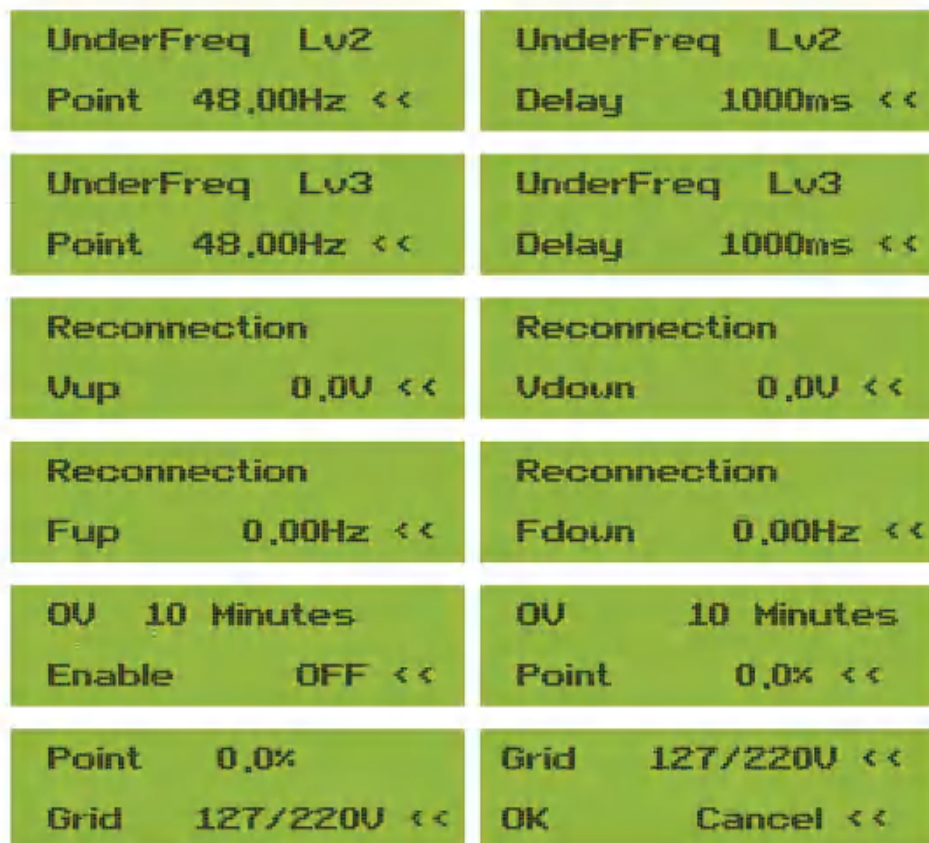 UnderFreq Lv2
Point 48.00Hz <<
UnderFreq Lv2
Delay 1000ms <<
UnderFreq Lv3
Point 48.00Hz <<
UnderFreq Lv3
Delay 1000ms <<
Reconnection
Vup 0.0V <<
Reconnection
Vdown 0.0V <<
Reconnection
Fup 0.00Hz <<
Reconnection
Fdown 0.00Hz <<
OV 10 Minutes
Enable OFF <<
OV 10 Minutes
Point 0.0% <<
Point 0.0%
Grid 127/220V <<
Grid 127/220V <<
OK Cancel <<